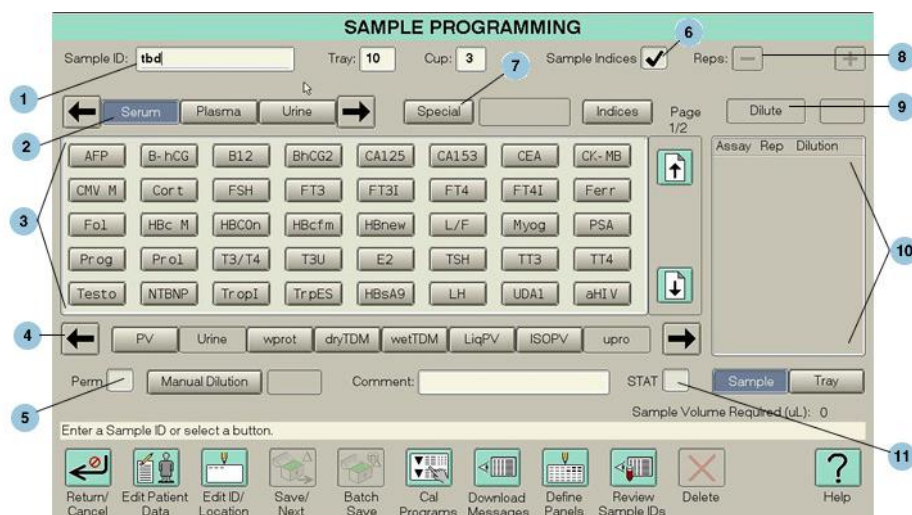 SAMPLE PROGRAMMING
6
Sample ID: tbd Tray: 10 Cup: 3 Sample Indices Reps: 8
7
1
Serum Plasma Urine Special Indices Page Dilute 9
1/2
2
Assay Rep Dilution
AFP B-hCG B12 BhCG2 CA125 CA153 CEA CK-MB
CMV M Cort FSH FT3 FT3I FT4 FT4I Ferr
3 Fol HBc M HBCOn HBcfm HBnew L/F Myog PSA
10
Prog Prol T3/T4 T3U E2 TSH TT3 TT4
Testo NTBNP TropI TrpES HBsA9 LH UDA1 aHIV
4 PV Urine wprot dryTDM wetTDM LiqPV ISOPV upro
Perm Manual Dilution Comment: STAT Sample Tray
5
Sample Volume Required (uL): 0
Enter a Sample ID or select a button.
11
Return/ Edit Patient Edit ID/ Save/ Batch Cal Download Define Review Delete Help
Cancel Data Location Next Save Programs Messages Panels Sample IDs